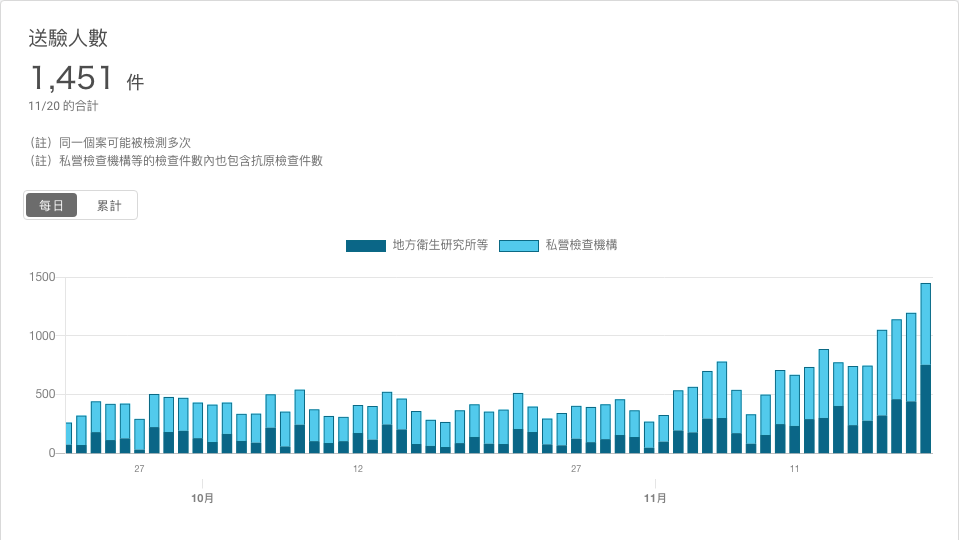 送驗人數
1,451 件
11/20 的合計
（註）同一個案可能被檢測多次
（註）私營檢查機構等的檢查件數內也包含抗原檢查件數
每日 累計
地方衛生研究所等 私營檢查機構
1500
1000
500
0
27 12 27 11
10月 11月